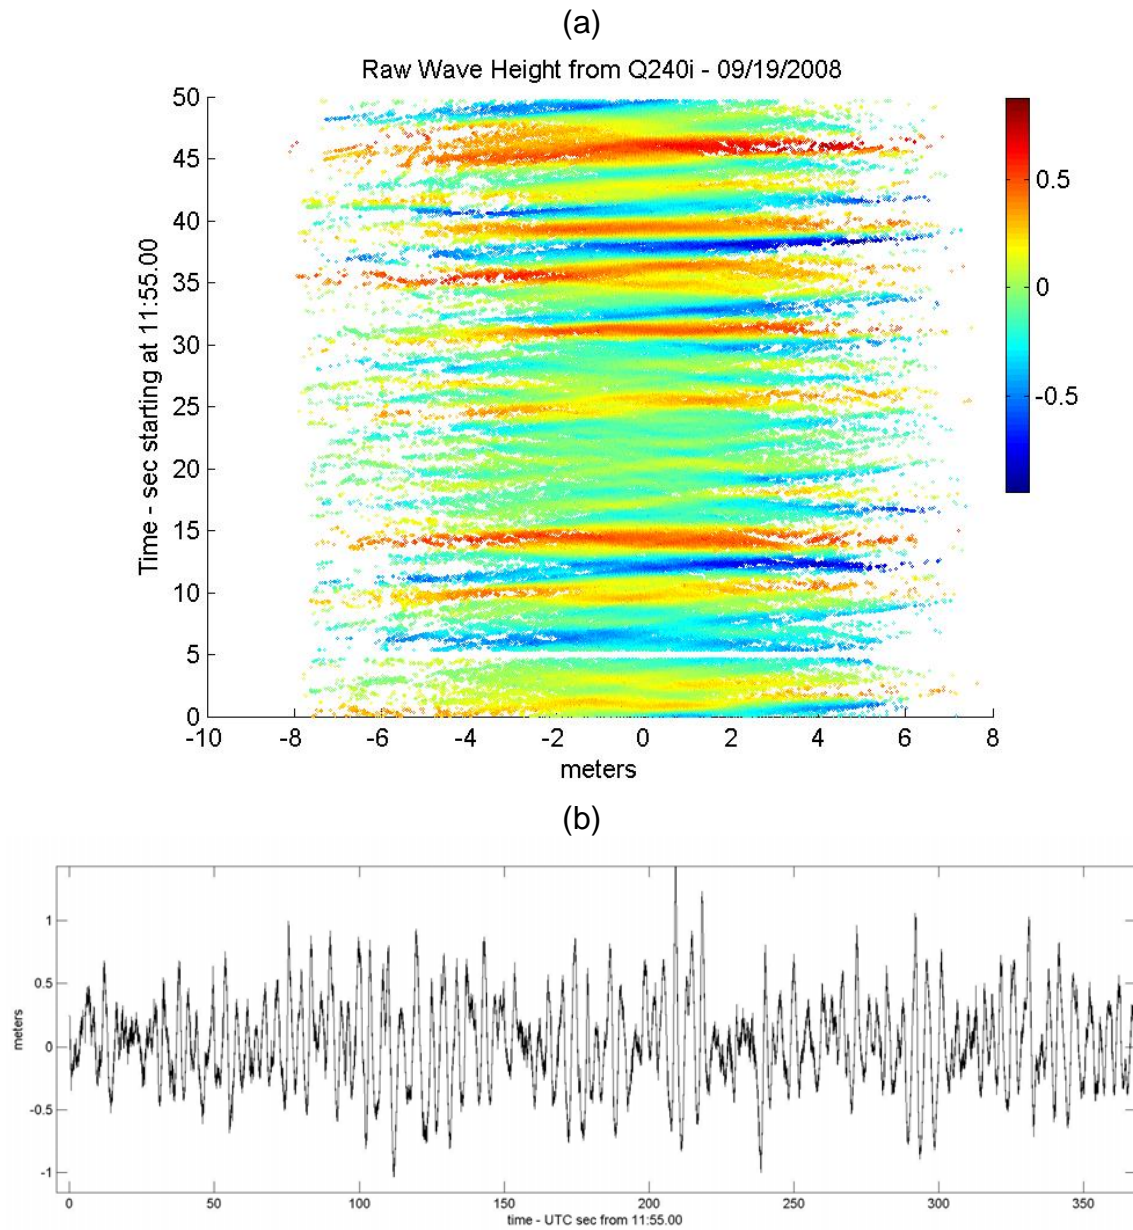 (a)
Raw Wave Height from Q240i - 09/19/2008
50
45
40
35
30
25
20
15
10
5
0
Time - sec starting at 11:55.00
-10 -8 -6 -4 -2 0 2 4 6 8
meters
0.5
0
-0.5
(b)
1
0.5
0
-0.5
-1
meters
0 50 100 150 200 250 300 350
time - UTC sec from 11:55.00